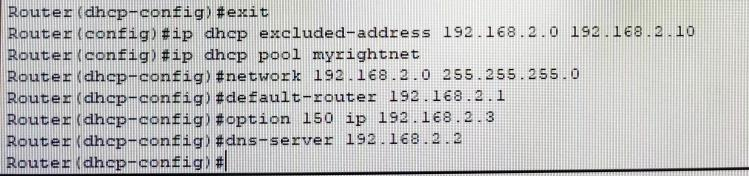 Router(dhcp-config)#exit
Router(config)#ip dhcp excluded-address 192.168.2.0 192.168.2.10
Router(config)#ip dhcp pool myrightnet
Router(dhcp-config)#network 192.168.2.0 255.255.255.0
Router(dhcp-config)#default-router 192.168.2.1
Router(dhcp-config)#option 150 ip 192.168.2.3
Router(dhcp-config)#dns-server 192.168.2.2
Router(dhcp-config)#